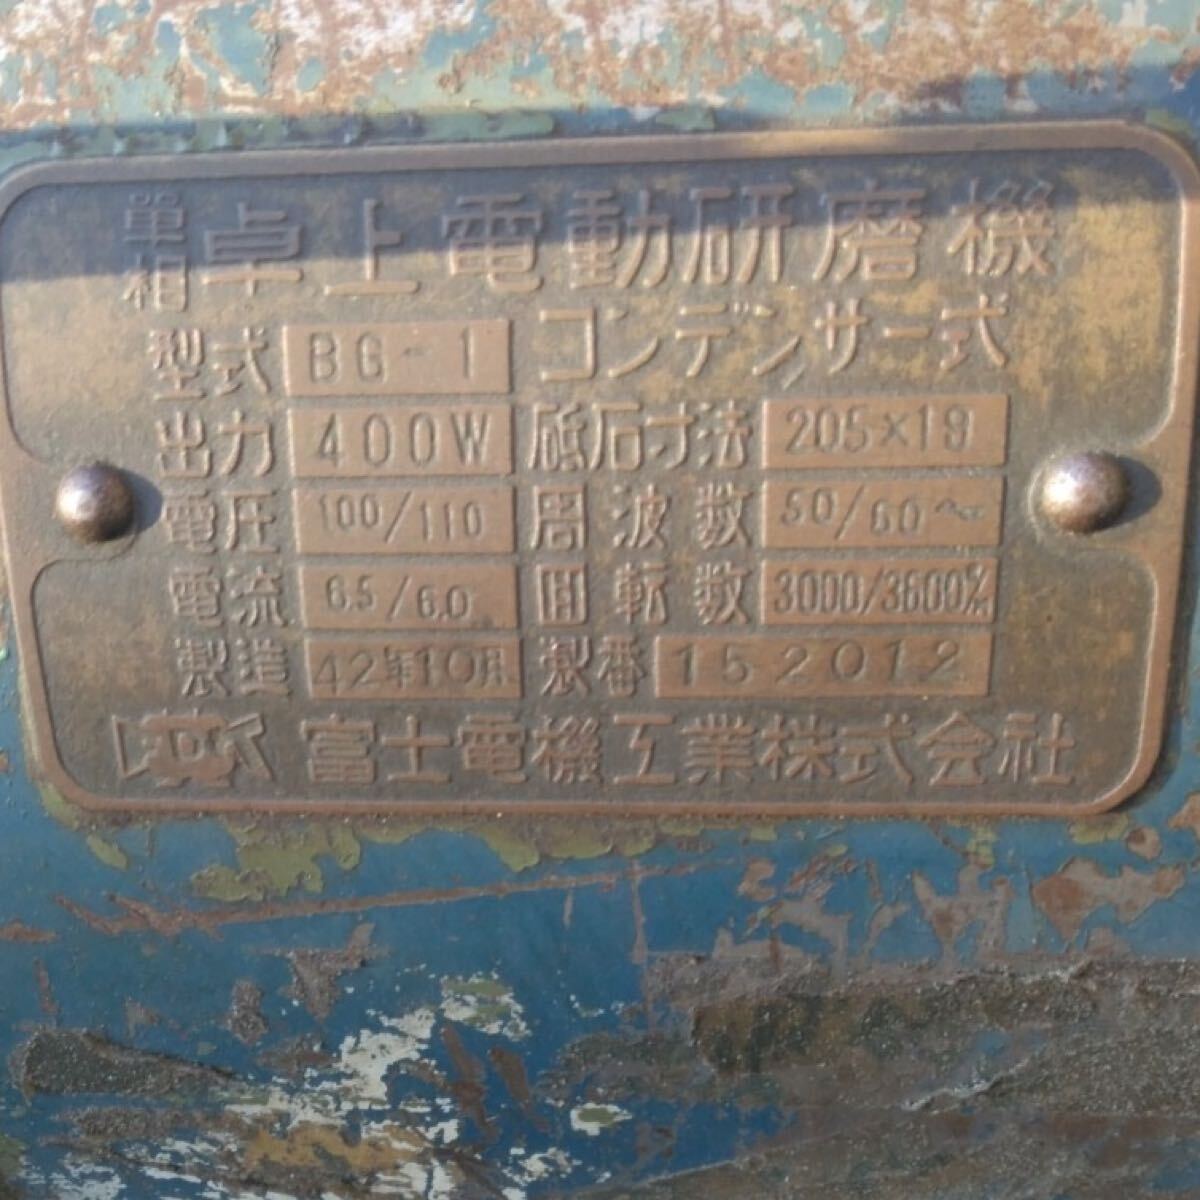 単相 卓上電動研磨機
型式 BG-1 コンデンサー式
出力 400W 砥石寸法 205×19
電圧 100/110 周波数 50/60~
電流 6.5/6.0 回転数 3000/3600
製造 42年10月 製番 152012
富士電機工業株式会社